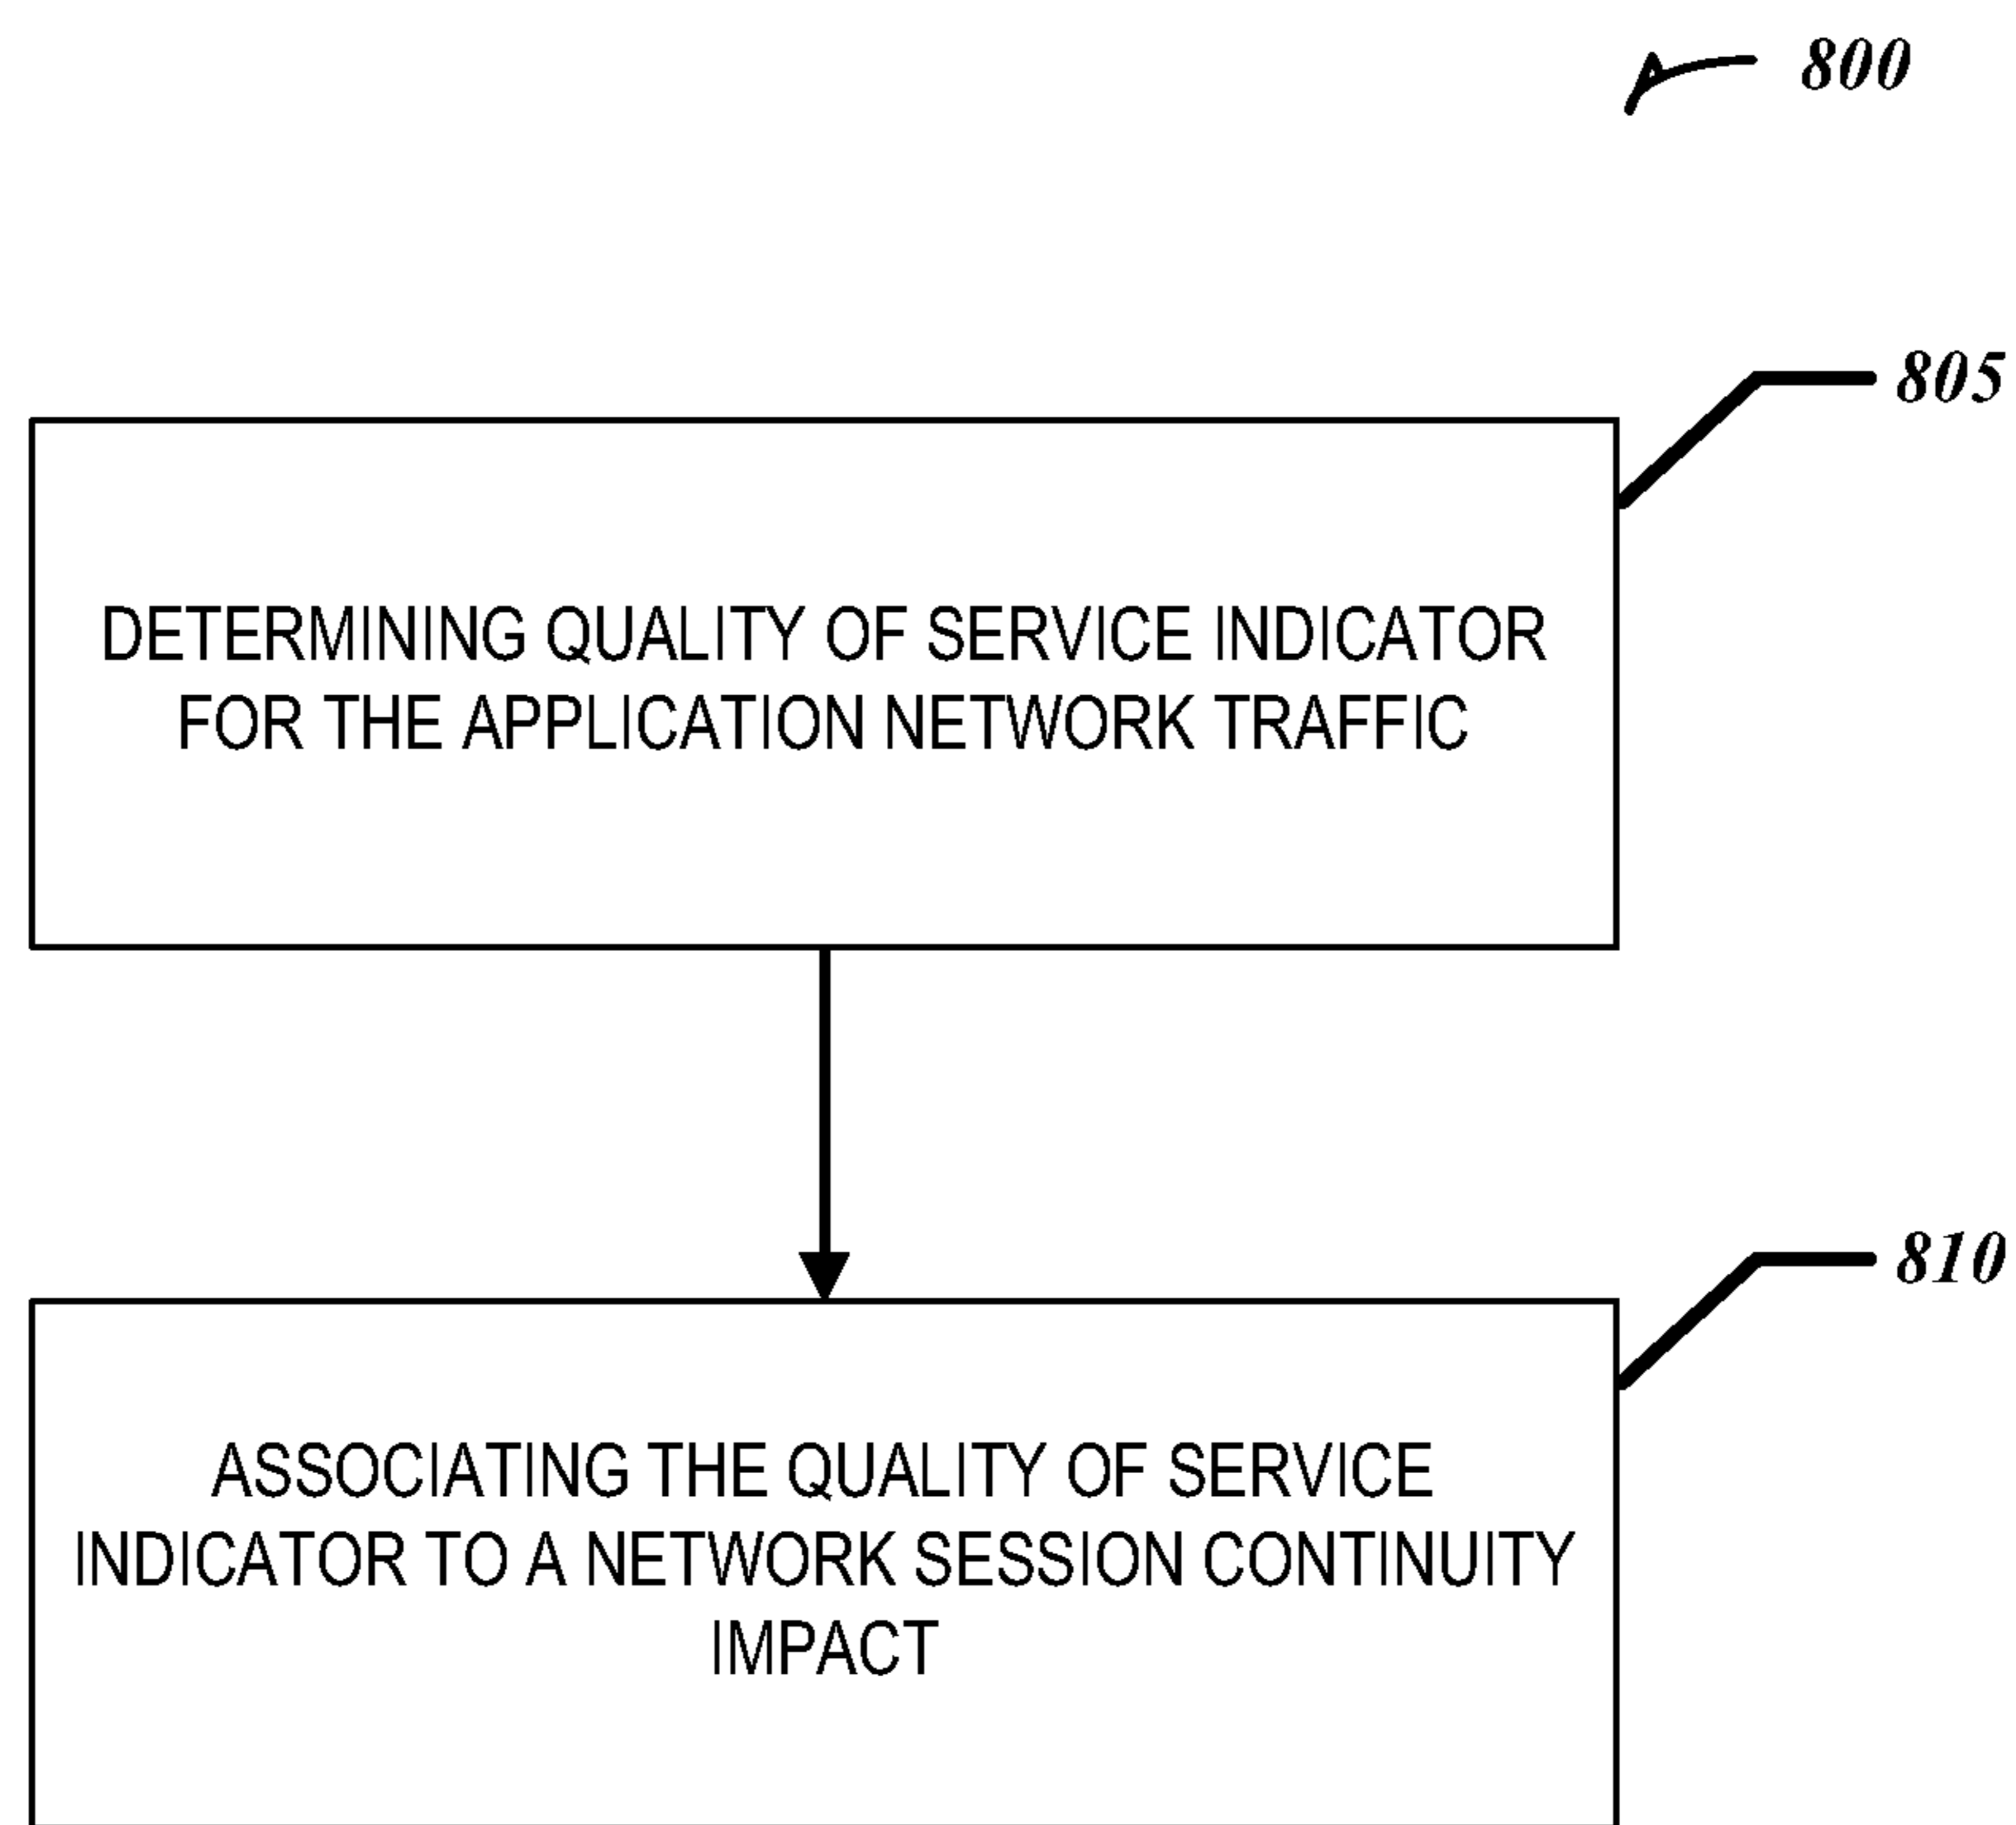 800
805
DETERMINING QUALITY OF SERVICE INDICATOR
FOR THE APPLICATION NETWORK TRAFFIC
810
ASSOCIATING THE QUALITY OF SERVICE
INDICATOR TO A NETWORK SESSION CONTINUITY
IMPACT